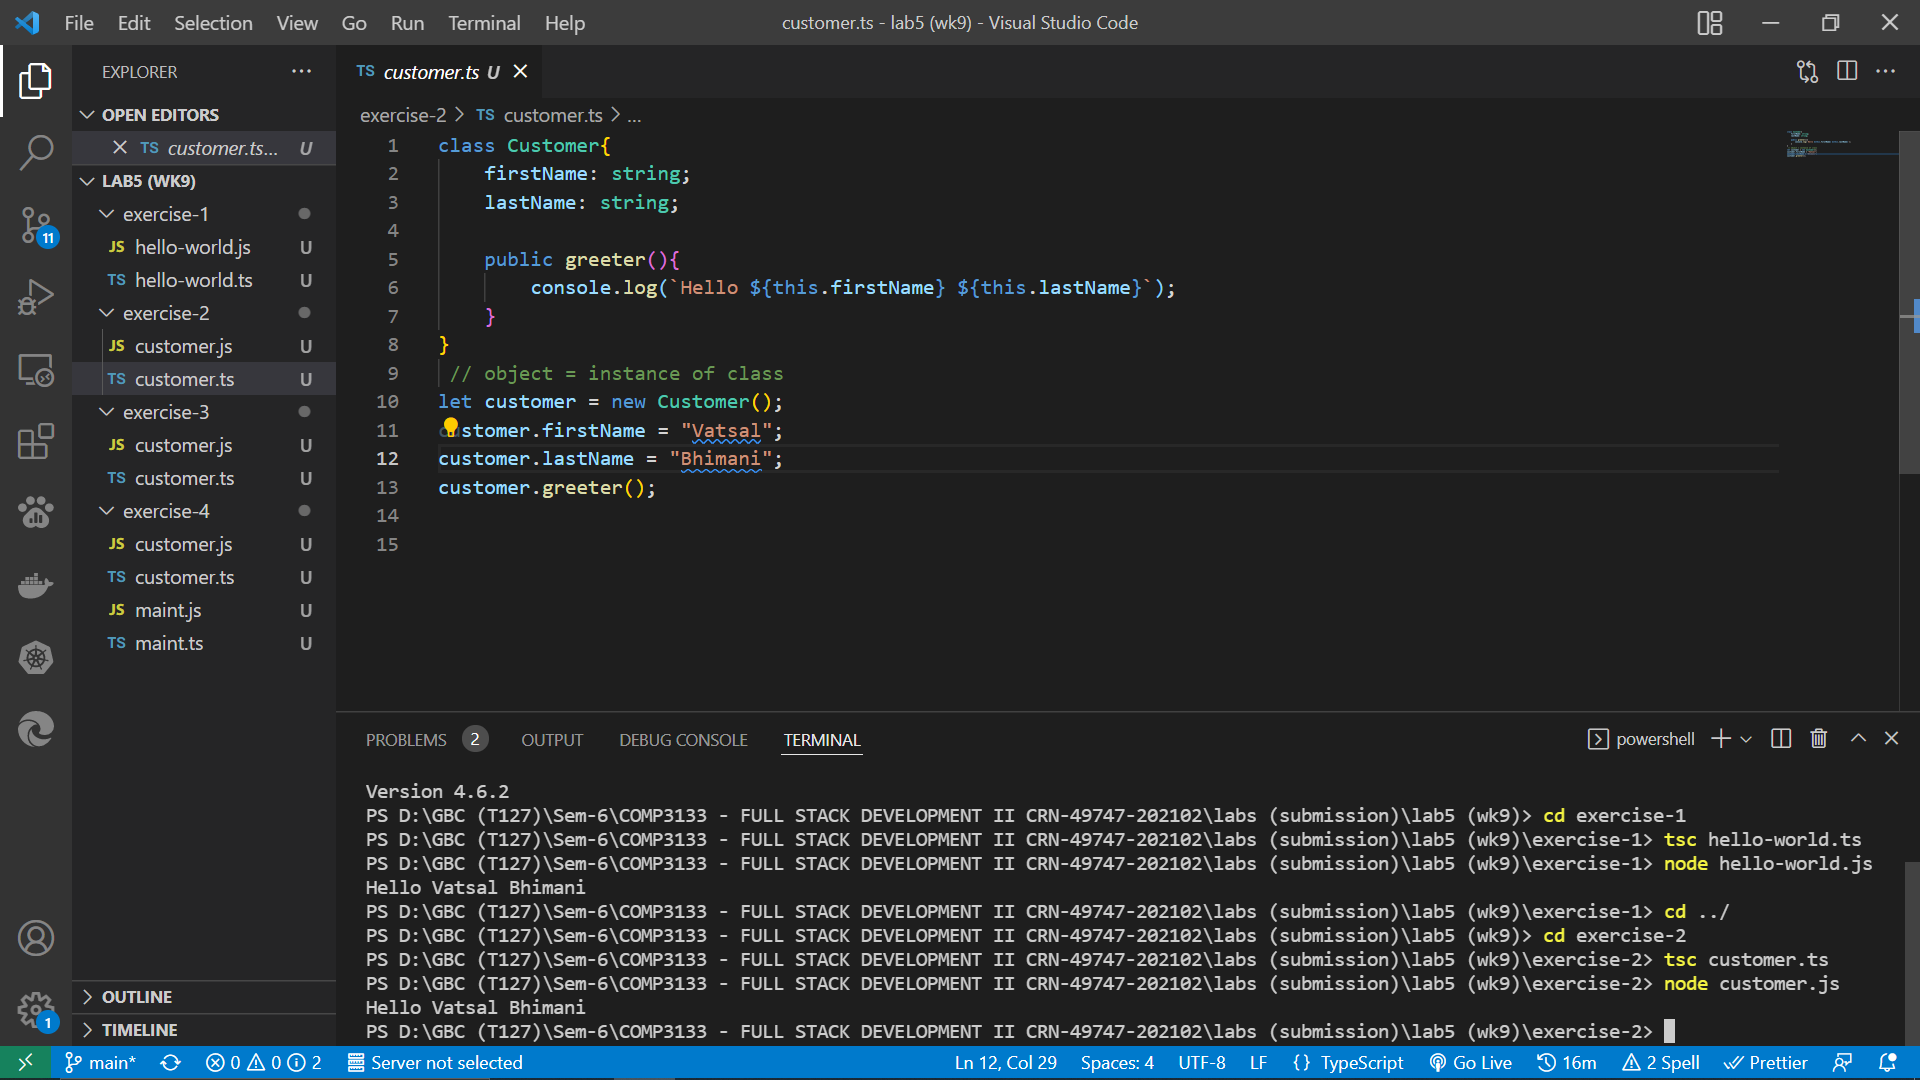 File Edit Selection View Go Run Terminal Help
customer.ts - lab5 (wk9) - Visual Studio Code
EXPLORER
OPEN EDITORS
TS customer.ts... U
LAB5 (WK9)
exercise-1
JS hello-world.js U
TS hello-world.ts U
exercise-2
JS customer.js U
TS customer.ts U
exercise-3
JS customer.js U
TS customer.ts U
exercise-4
JS customer.js U
TS customer.ts U
JS maint.js U
TS maint.ts U
OUTLINE
TIMELINE
11
1
TS customer.ts U
exercise-2 > TS customer.ts > ...
1 class Customer{
2     firstName: string;
3     lastName: string;
4
5     public greeter(){
6         console.log(`Hello ${this.firstName} ${this.lastName}`);
7     }
8 }
9  // object = instance of class
10 let customer = new Customer();
11 customer.firstName = "Vatsal";
12 customer.lastName = "Bhimani";
13 customer.greeter();
14
15
PROBLEMS 2 OUTPUT DEBUG CONSOLE TERMINAL
powershell
Version 4.6.2
PS D:\GBC (T127)\Sem-6\COMP3133 - FULL STACK DEVELOPMENT II CRN-49747-202102\labs (submission)\lab5 (wk9)> cd exercise-1
PS D:\GBC (T127)\Sem-6\COMP3133 - FULL STACK DEVELOPMENT II CRN-49747-202102\labs (submission)\lab5 (wk9)\exercise-1> tsc hello-world.ts
PS D:\GBC (T127)\Sem-6\COMP3133 - FULL STACK DEVELOPMENT II CRN-49747-202102\labs (submission)\lab5 (wk9)\exercise-1> node hello-world.js
Hello Vatsal Bhimani
PS D:\GBC (T127)\Sem-6\COMP3133 - FULL STACK DEVELOPMENT II CRN-49747-202102\labs (submission)\lab5 (wk9)\exercise-1> cd ../
PS D:\GBC (T127)\Sem-6\COMP3133 - FULL STACK DEVELOPMENT II CRN-49747-202102\labs (submission)\lab5 (wk9)> cd exercise-2
PS D:\GBC (T127)\Sem-6\COMP3133 - FULL STACK DEVELOPMENT II CRN-49747-202102\labs (submission)\lab5 (wk9)\exercise-2> tsc customer.ts
PS D:\GBC (T127)\Sem-6\COMP3133 - FULL STACK DEVELOPMENT II CRN-49747-202102\labs (submission)\lab5 (wk9)\exercise-2> node customer.js
Hello Vatsal Bhimani
PS D:\GBC (T127)\Sem-6\COMP3133 - FULL STACK DEVELOPMENT II CRN-49747-202102\labs (submission)\lab5 (wk9)\exercise-2>
main* 0 0 2 Server not selected Ln 12, Col 29 Spaces: 4 UTF-8 LF {} TypeScript Go Live 16m 2 Spell Prettier